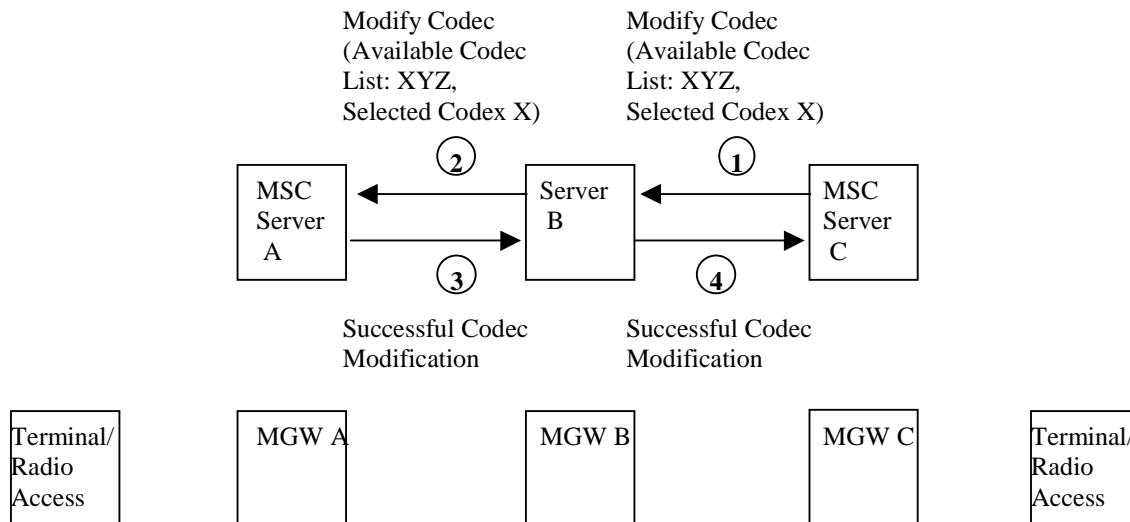 Modify Codec
(Available Codec
List: XYZ,
Selected Codex X)
Modify Codec
(Available Codec
List: XYZ,
Selected Codex X)
2
1
MSC
Server
A
Server
B
MSC
Server
C
3
4
Successful Codec
Modification
Successful Codec
Modification
Terminal/
Radio
Access
MGW A
MGW B
MGW C
Terminal/
Radio
Access